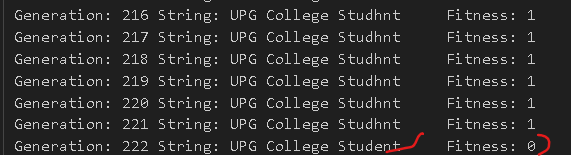 Generation: 216 String: UPG College Studhnt Fitness: 1
Generation: 217 String: UPG College Studhnt Fitness: 1
Generation: 218 String: UPG College Studhnt Fitness: 1
Generation: 219 String: UPG College Studhnt Fitness: 1
Generation: 220 String: UPG College Studhnt Fitness: 1
Generation: 221 String: UPG College Studhnt Fitness: 1
Generation: 222 String: UPG College Student Fitness: 0